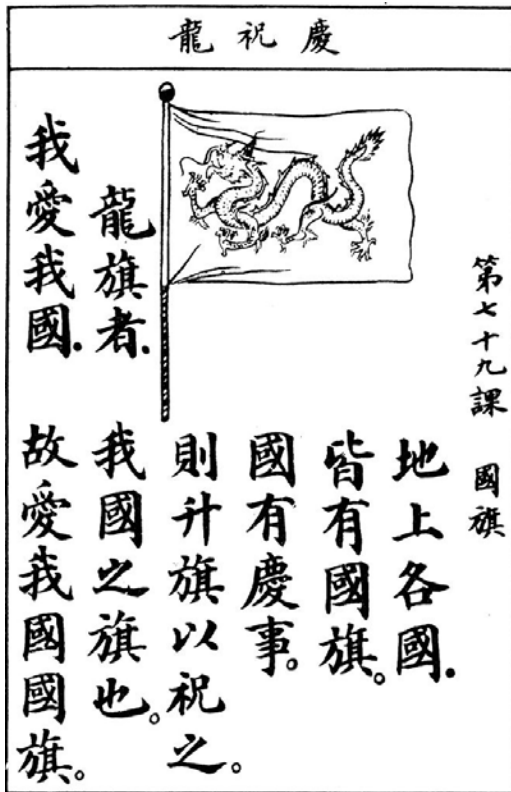 慶祝龍
第七十九課 國旗
地上各國.
皆有國旗。
國有慶事。
則升旗以祝之。
龍旗者.我國之旗也。
我愛我國.故愛我國國旗。